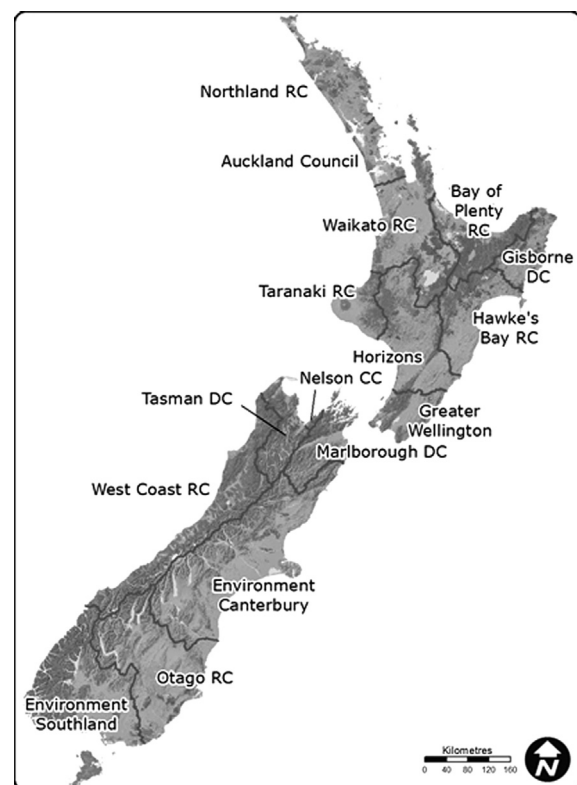 Northland RC
Auckland Council
Bay of
Plenty
RC
Waikato RC
Gisborne
DC
Taranaki RC
Hawke's
Bay RC
Horizons
Nelson CC
Tasman DC
Greater
Wellington
Marlborough DC
West Coast RC
Environment
Canterbury
Otago RC
Environment
Southland
Kilometres
0 40 80 120 160
N